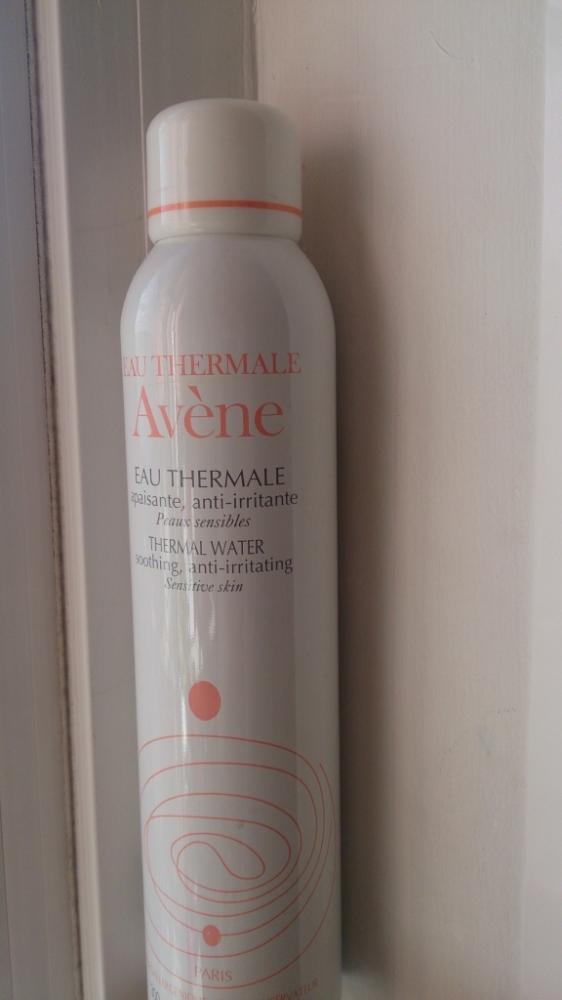 EAU THERMALE
Avène
EAU THERMALE
apaisante, anti-irritante
Peaux sensibles
THERMAL WATER
soothing, anti-irritating
Sensitive skin
PARIS